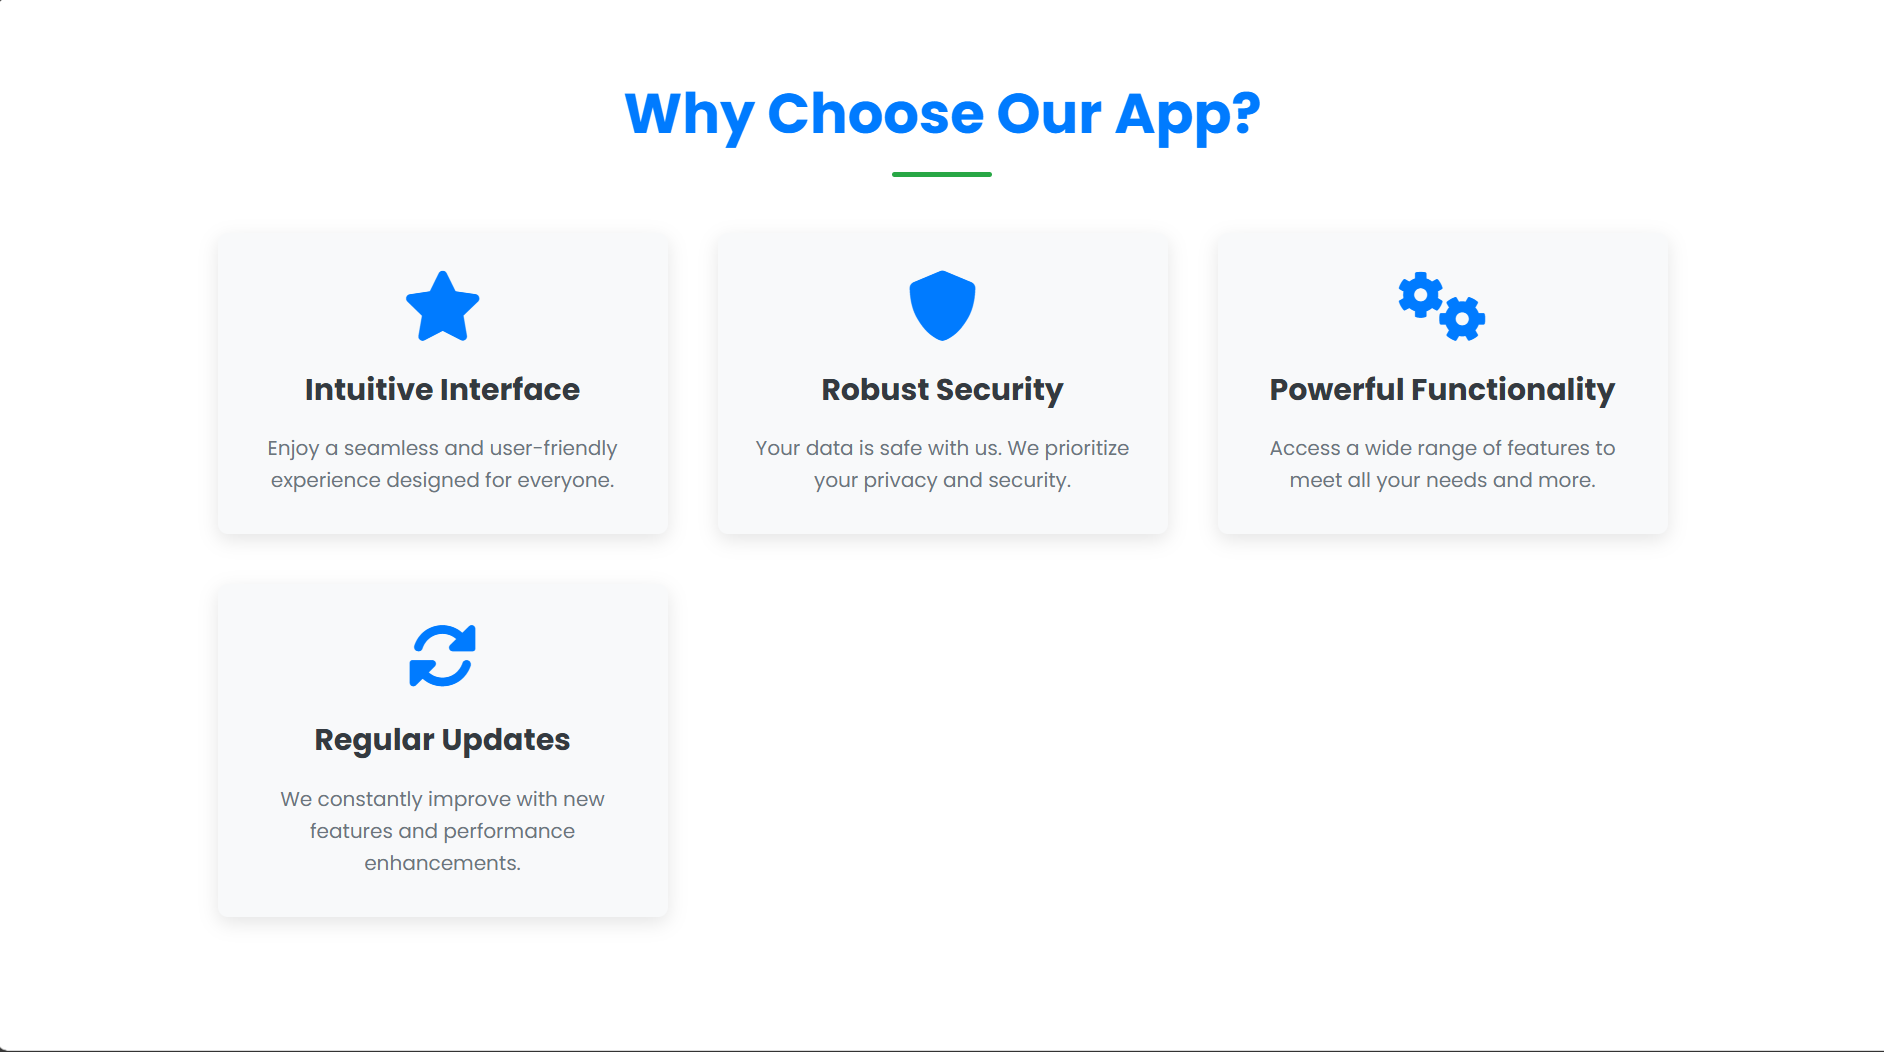 Why Choose Our App?
Intuitive Interface
Enjoy a seamless and user-friendly
experience designed for everyone.
Robust Security
Your data is safe with us. We prioritize
your privacy and security.
Powerful Functionality
Access a wide range of features to
meet all your needs and more.
Regular Updates
We constantly improve with new
features and performance
enhancements.